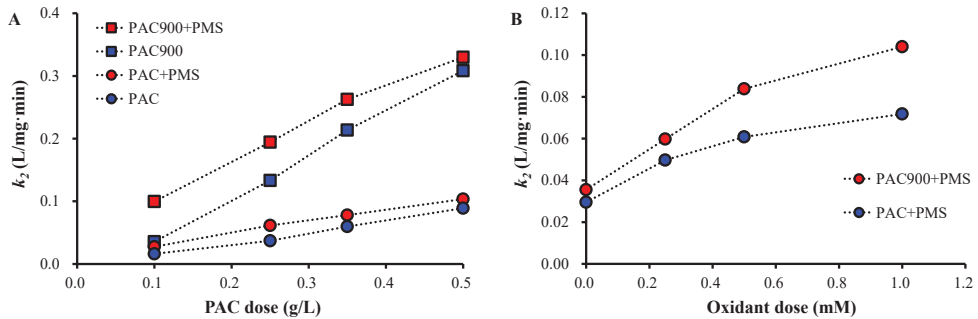 A
k₂ (L/mg·min)
0.4
0.3
0.2
0.1
0.0
PAC900+PMS
PAC900
PAC+PMS
PAC
0.0 0.1 0.2 0.3 0.4 0.5
PAC dose (g/L)
B
k₂ (L/mg·min)
0.12
0.10
0.08
0.06
0.04
0.02
0.00
PAC900+PMS
PAC+PMS
0.0 0.2 0.4 0.6 0.8 1.0 1.2
Oxidant dose (mM)